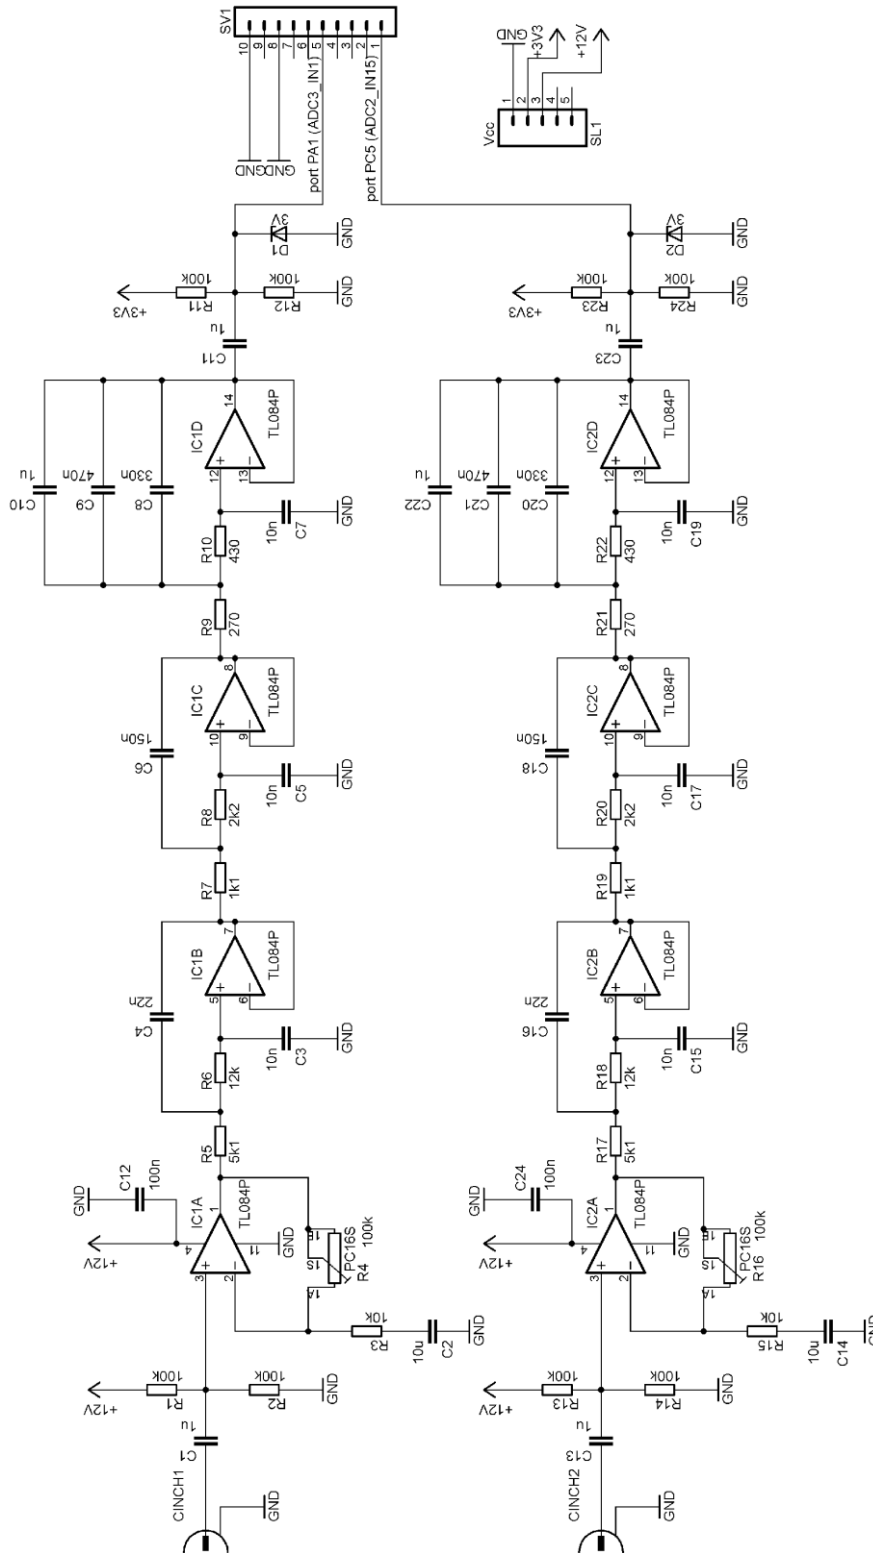 SV1
10
9
8
7
6
5
4
3
2
1
GND
GND
port PA1 (ADC3_IN1)
port PC5 (ADC2_IN15)
Vcc
1
2
3
4
5
SL1
GND
+3V3
+12V
+3V3
R11
100k
R12
100k
GND
D1
3V
GND
C11
1u
C10
1u
C9
470n
C8
330n
IC1D
TL084P
12
13
14
+
−
R10
430
C7
10n
GND
R9
270
C6
150n
IC1C
TL084P
10
9
8
+
−
R8
2k2
C5
10n
GND
R7
1k1
C4
22n
IC1B
TL084P
5
6
7
+
−
R6
12k
C3
10n
GND
R5
5k1
GND
C12
100n
+12V
IC1A
TL084P
3
2
1
4
11
+
−
GND
1E
1S
1A
PC16S
R4
100k
R3
10k
C2
10u
GND
+12V
R1
100k
R2
100k
GND
C1
1u
CINCH1
GND
+3V3
R23
100k
R24
100k
GND
D2
3V
GND
C23
1u
C22
1u
C21
470n
C20
330n
IC2D
TL084P
12
13
14
+
−
R22
430
C19
10n
GND
R21
270
C18
150n
IC2C
TL084P
10
9
8
+
−
R20
2k2
C17
10n
GND
R19
1k1
C16
22n
IC2B
TL084P
5
6
7
+
−
R18
12k
C15
10n
GND
R17
5k1
GND
C24
100n
+12V
IC2A
TL084P
3
2
1
4
11
+
−
GND
1E
1S
1A
PC16S
R16
100k
R15
10k
C14
10u
GND
+12V
R13
100k
R14
100k
GND
C13
1u
CINCH2
GND